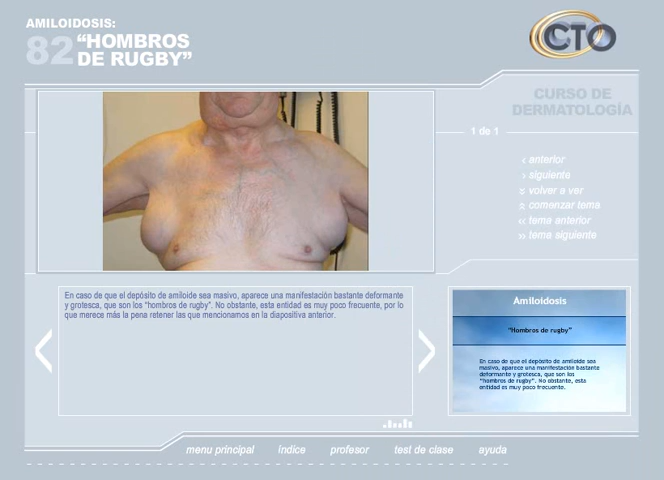 AMILOIDOSIS:
82 “HOMBROS
DE RUGBY”
CTO
CURSO DE
DERMATOLOGÍA
1 de 1
‹ anterior
› siguiente
volver a ver
comenzar tema
‹‹ tema anterior
›› tema siguiente
En caso de que el depósito de amiloide sea masivo, aparece una manifestación bastante deformante
y grotesca, que son los "hombros de rugby". No obstante, esta entidad es muy poco frecuente, por lo
que merece más la pena retener las que mencionamos en la diapositiva anterior.
Amiloidosis
"Hombros de rugby"
En caso de que el depósito de amiloide sea
masivo, aparece una manifestación bastante
deformante y grotesca, que son los
"hombros de rugby". No obstante, esta
entidad es muy poco frecuente.
menu principal índice profesor test de clase ayuda